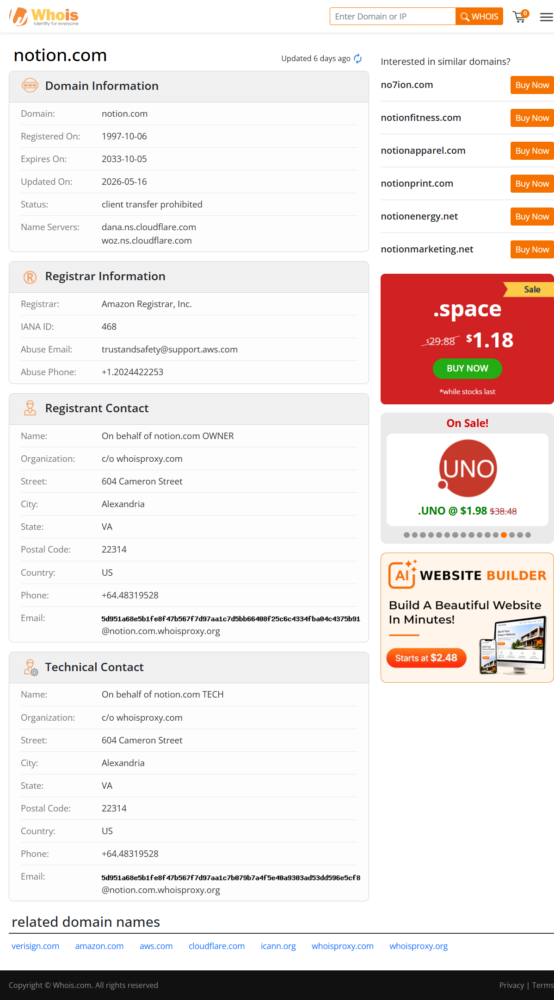 Whois
Identity for everyone
Enter Domain or IP
WHOIS
0
notion.com
Updated 6 days ago
www
Domain Information
Domain: notion.com
Registered On: 1997-10-06
Expires On: 2033-10-05
Updated On: 2026-05-16
Status: client transfer prohibited
Name Servers: dana.ns.cloudflare.com
woz.ns.cloudflare.com
R
Registrar Information
Registrar: Amazon Registrar, Inc.
IANA ID: 468
Abuse Email: trustandsafety@support.aws.com
Abuse Phone: +1.2024422253
Registrant Contact
Name: On behalf of notion.com OWNER
Organization: c/o whoisproxy.com
Street: 604 Cameron Street
City: Alexandria
State: VA
Postal Code: 22314
Country: US
Phone: +64.48319528
Email: 5d951a68e5b1fe8f47b567f7d97aa1c7d5bb66408f25c6c4334fba04c4375b91
@notion.com.whoisproxy.org
Technical Contact
Name: On behalf of notion.com TECH
Organization: c/o whoisproxy.com
Street: 604 Cameron Street
City: Alexandria
State: VA
Postal Code: 22314
Country: US
Phone: +64.48319528
Email: 5d951a68e5b1fe8f47b567f7d97aa1c7b079b7a4f5e40a9303ad53dd596e5cf8
@notion.com.whoisproxy.org
Interested in similar domains?
no7ion.com Buy Now
notionfitness.com Buy Now
notionapparel.com Buy Now
notionprint.com Buy Now
notionenergy.net Buy Now
notionmarketing.net Buy Now
Sale
.space
$29.88 $1.18
BUY NOW
*while stocks last
On Sale!
UNO
.UNO @ $1.98 $38.48
AI WEBSITE BUILDER
Build A Beautiful Website
In Minutes!
Build Your
Dream Website
Starts at $2.48
related domain names
verisign.com amazon.com aws.com cloudflare.com icann.org whoisproxy.com whoisproxy.org
Copyright © Whois.com. All rights reserved
Privacy | Terms